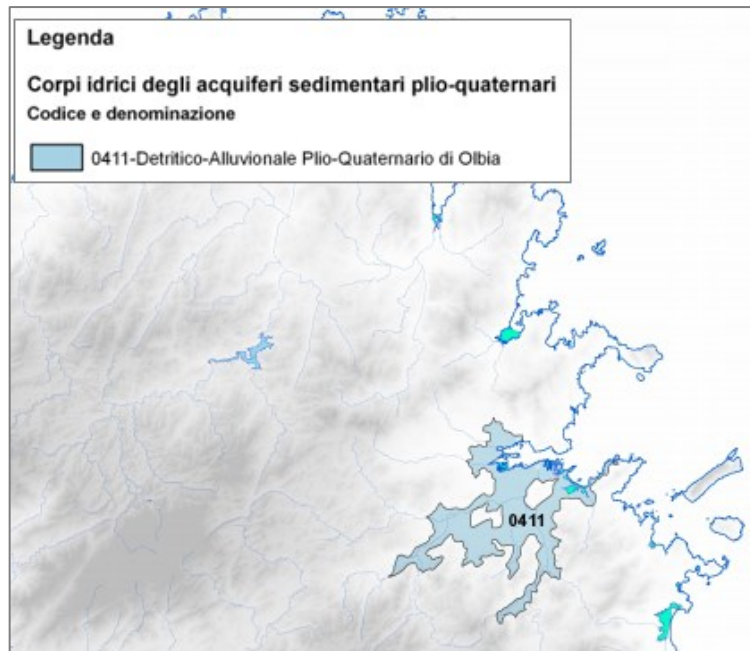 Legenda
Corpi idrici degli acquiferi sedimentari plio-quaternari
Codice e denominazione
0411-Detritico-Alluvionale Plio-Quaternario di Olbia
0411